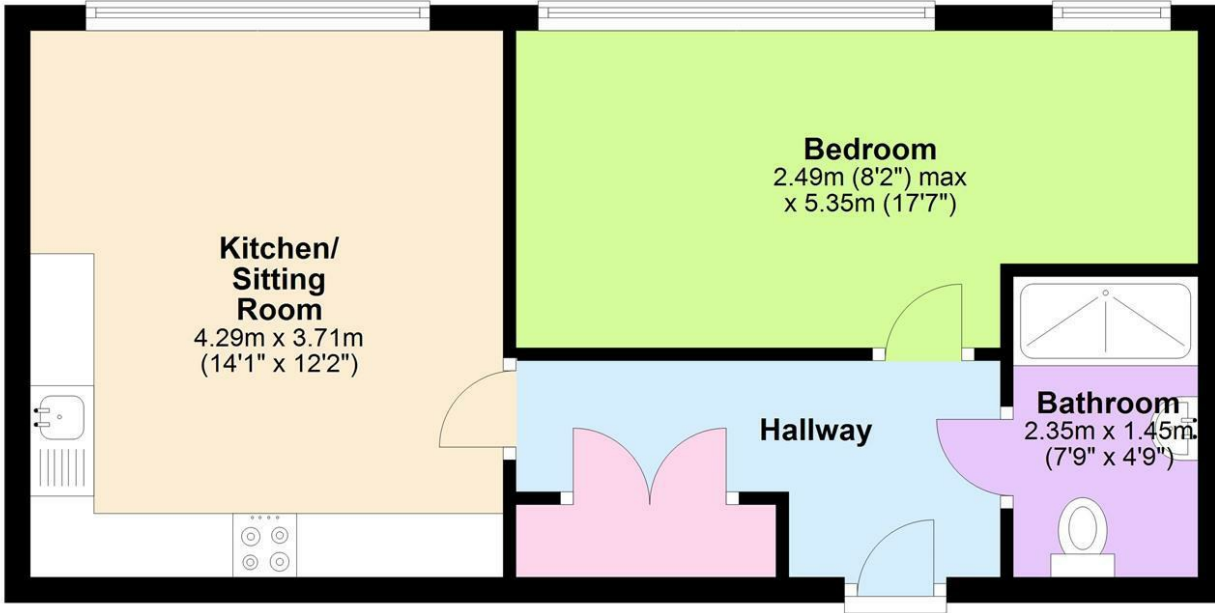 Kitchen/
Sitting
Room
4.29m x 3.71m
(14'1" x 12'2")
Bedroom
2.49m (8'2") max
x 5.35m (17'7")
Hallway
Bathroom
2.35m x 1.45m
(7'9" x 4'9")